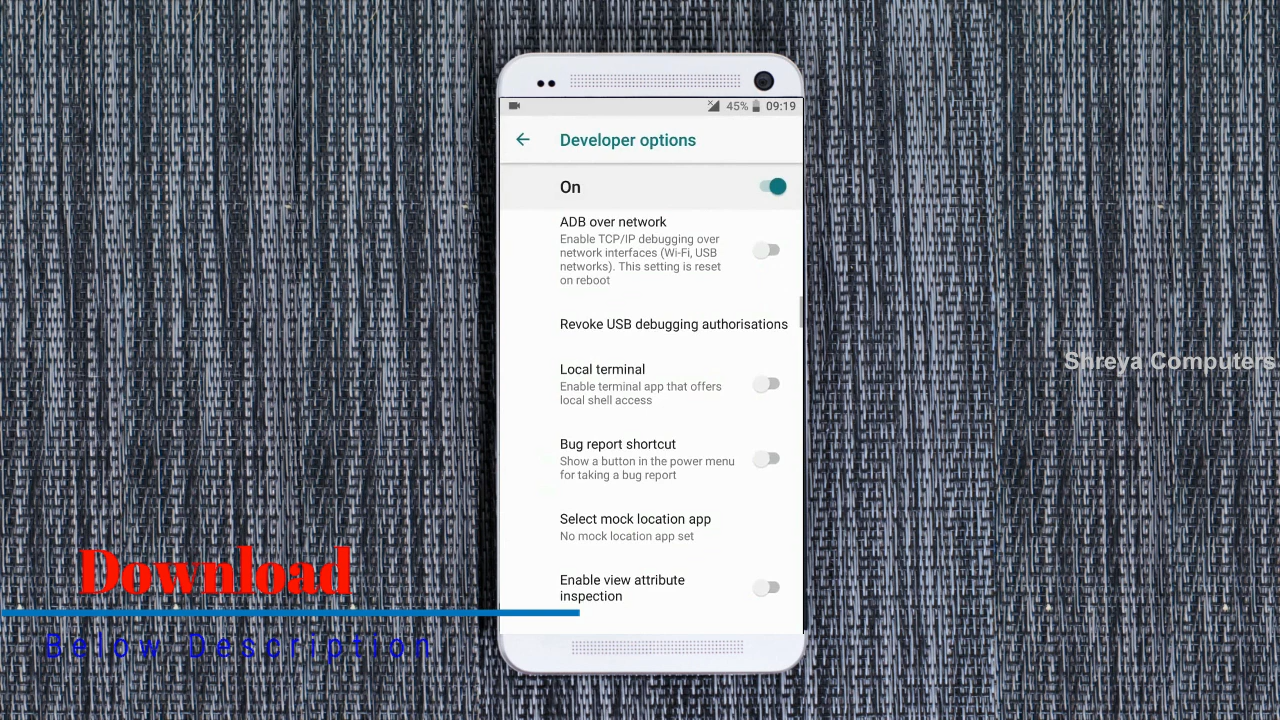 45% 09:19
Developer options
On
ADB over network
Enable TCP/IP debugging over
network interfaces (Wi-Fi, USB
networks). This setting is reset
on reboot
Revoke USB debugging authorisations
Local terminal
Enable terminal app that offers
local shell access
Bug report shortcut
Show a button in the power menu
for taking a bug report
Select mock location app
No mock location app set
Enable view attribute
inspection
Shreya Computers
Download
Below Description